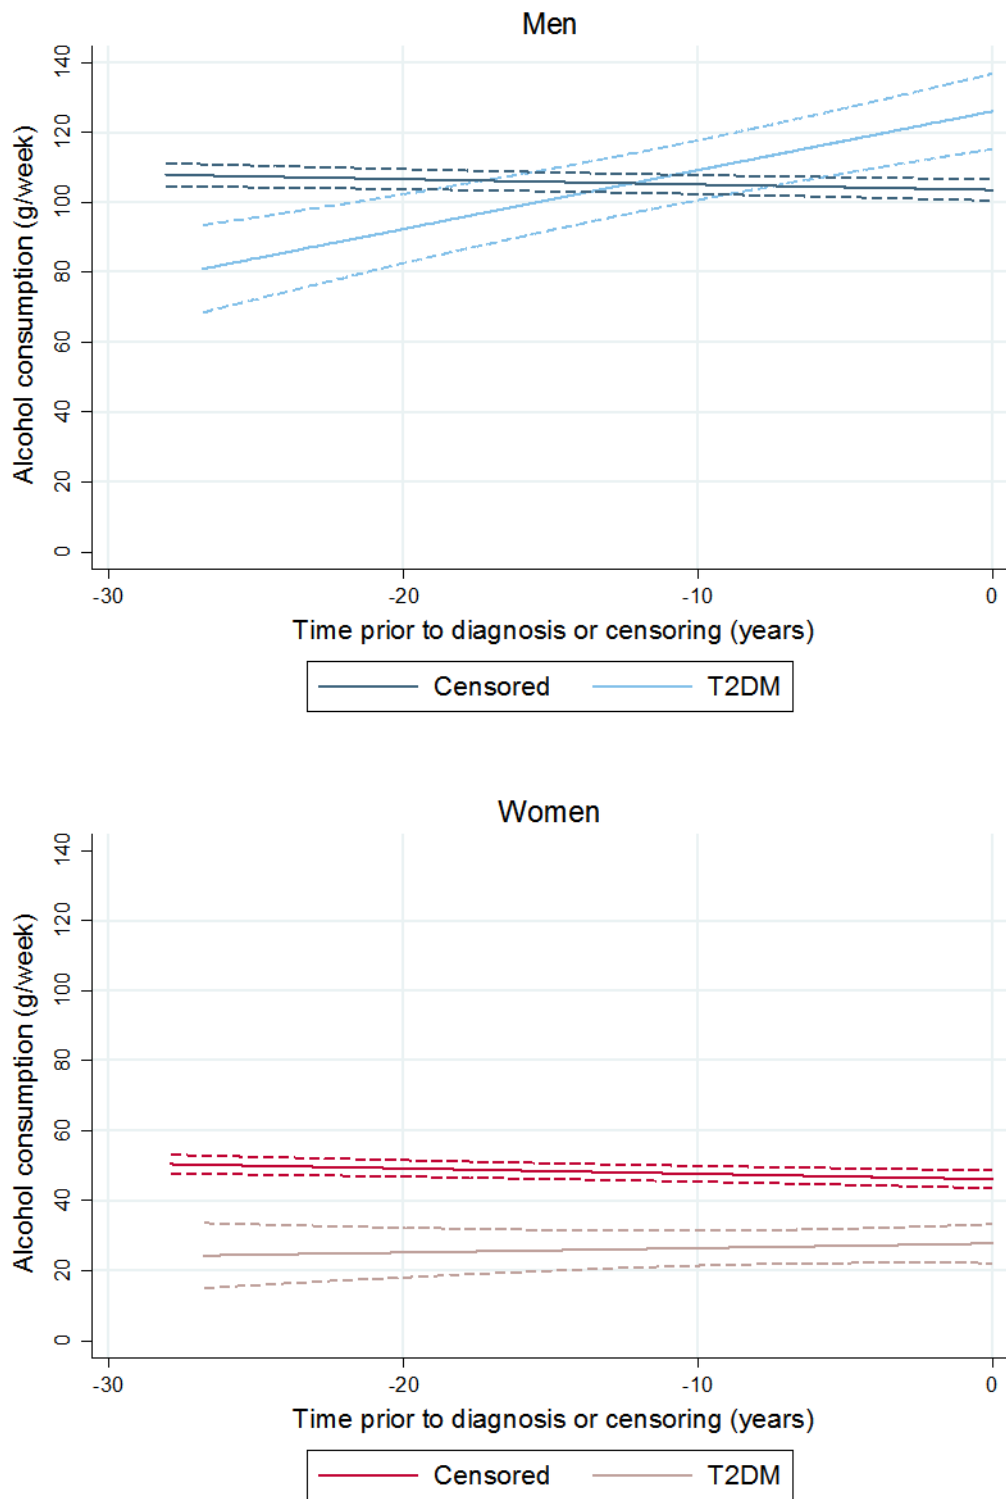 Men
Alcohol consumption (g/week)
140
120
100
80
60
40
20
0
-30 -20 -10 0
Time prior to diagnosis or censoring (years)
Censored T2DM
Women
Alcohol consumption (g/week)
140
120
100
80
60
40
20
0
-30 -20 -10 0
Time prior to diagnosis or censoring (years)
Censored T2DM